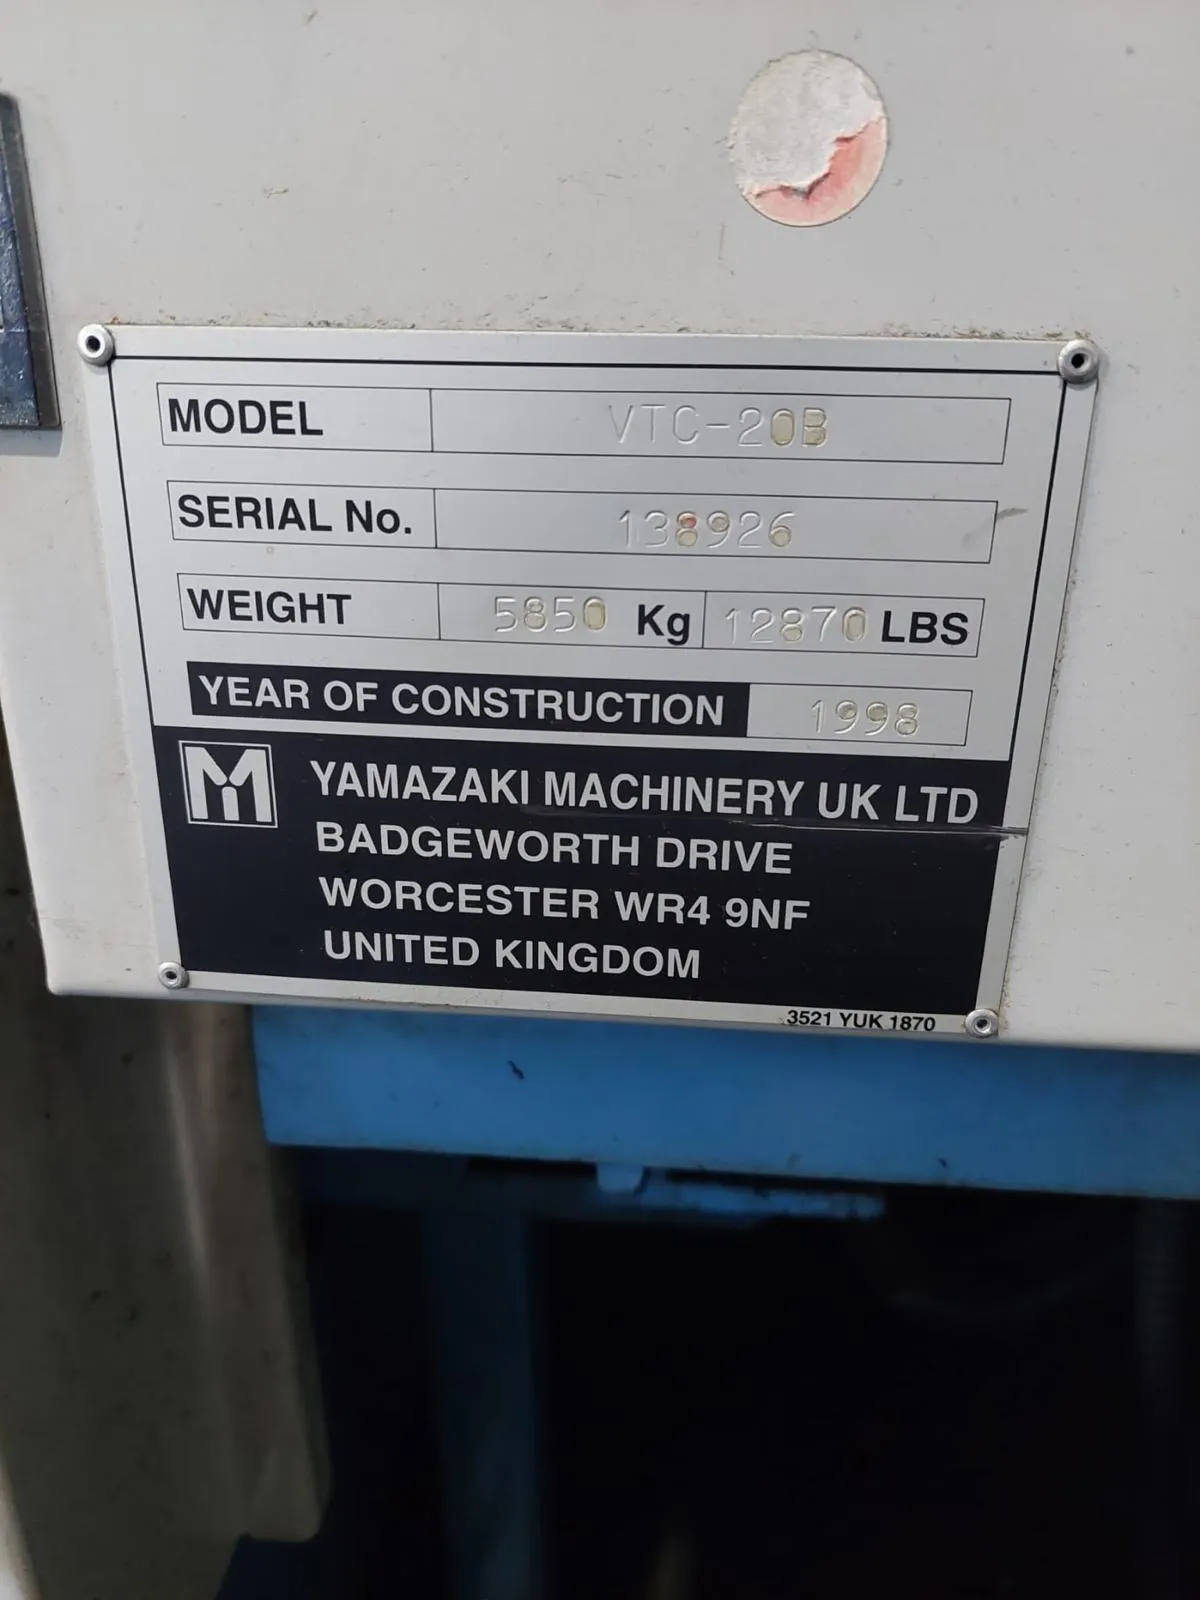 MODEL VTC-20B
SERIAL No. 138926
WEIGHT 5850 Kg 12870 LBS
YEAR OF CONSTRUCTION 1998
YAMAZAKI MACHINERY UK LTD
BADGEWORTH DRIVE
WORCESTER WR4 9NF
UNITED KINGDOM
3521 YUK 1870